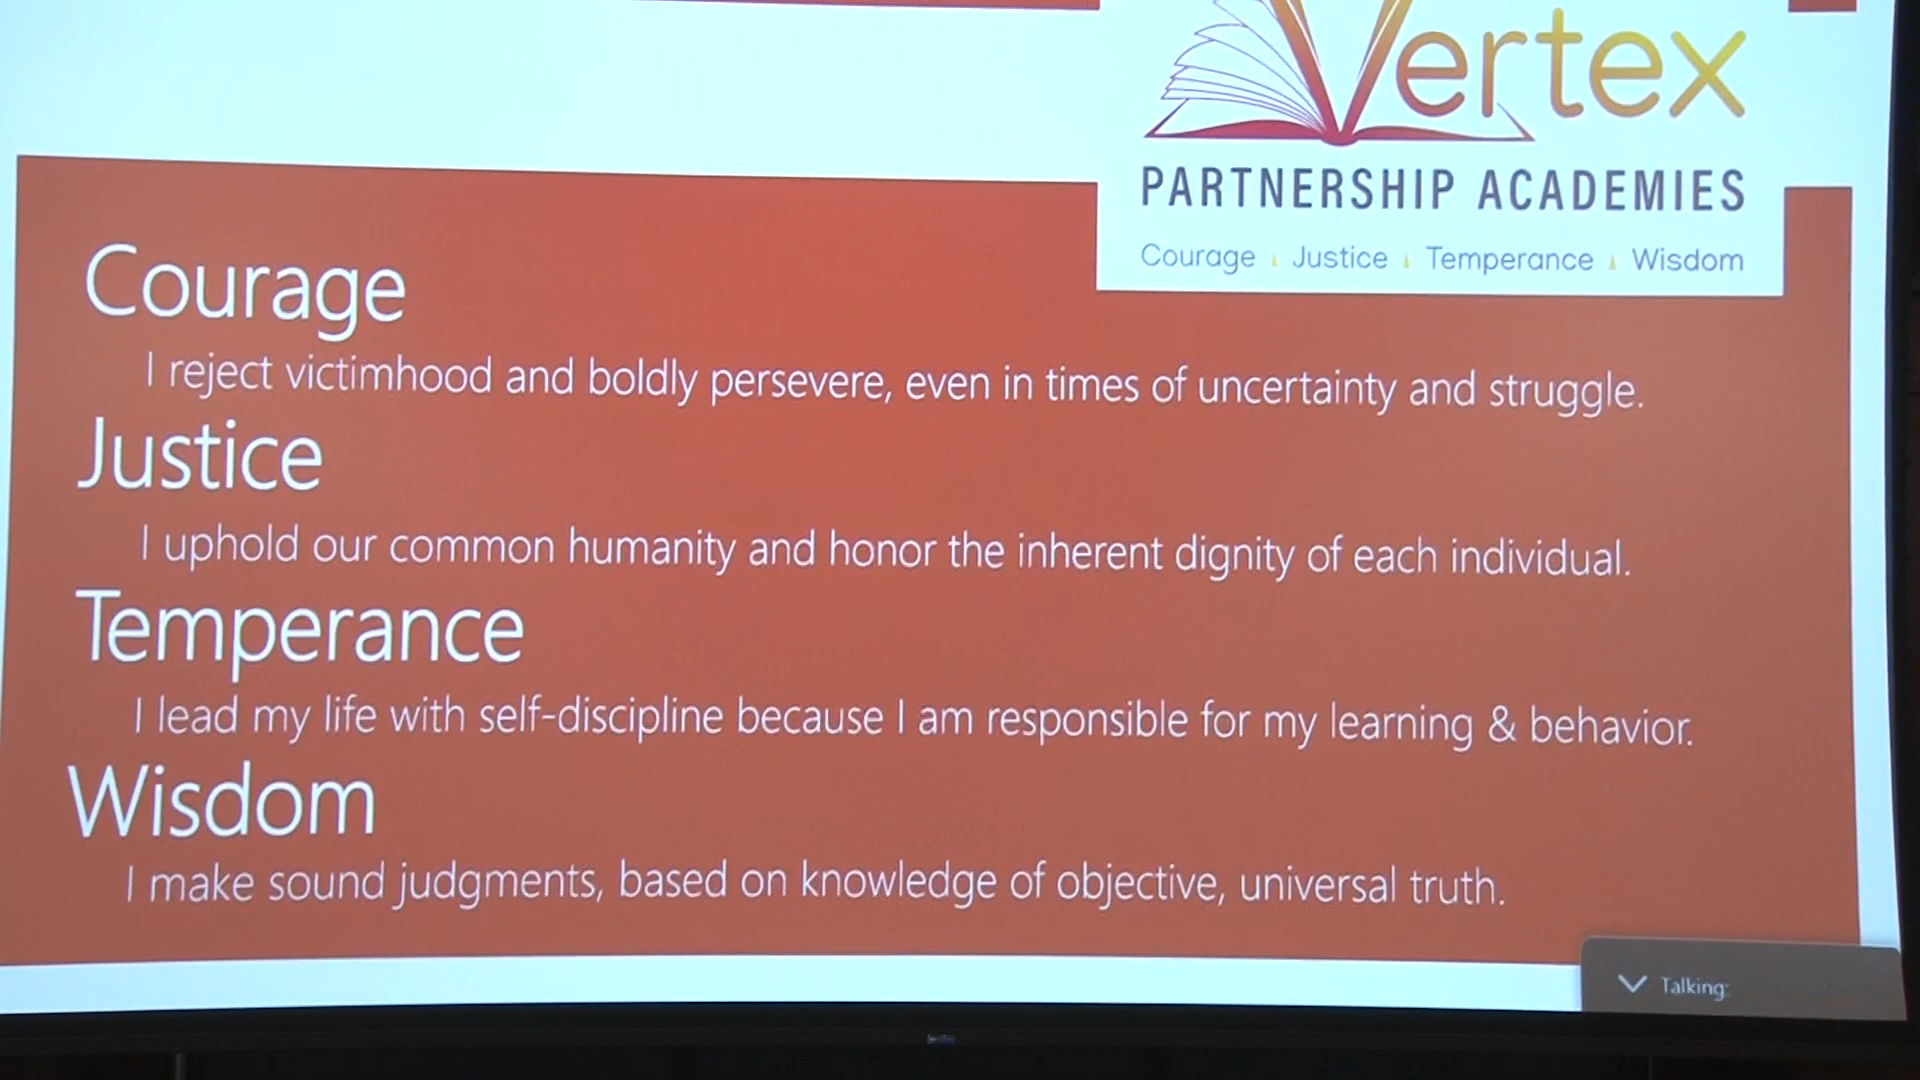 Vertex
PARTNERSHIP ACADEMIES
Courage Justice Temperance Wisdom
Courage
I reject victimhood and boldly persevere, even in times of uncertainty and struggle.
Justice
I uphold our common humanity and honor the inherent dignity of each individual.
Temperance
I lead my life with self-discipline because I am responsible for my learning & behavior.
Wisdom
I make sound judgments, based on knowledge of objective, universal truth.
Talking: